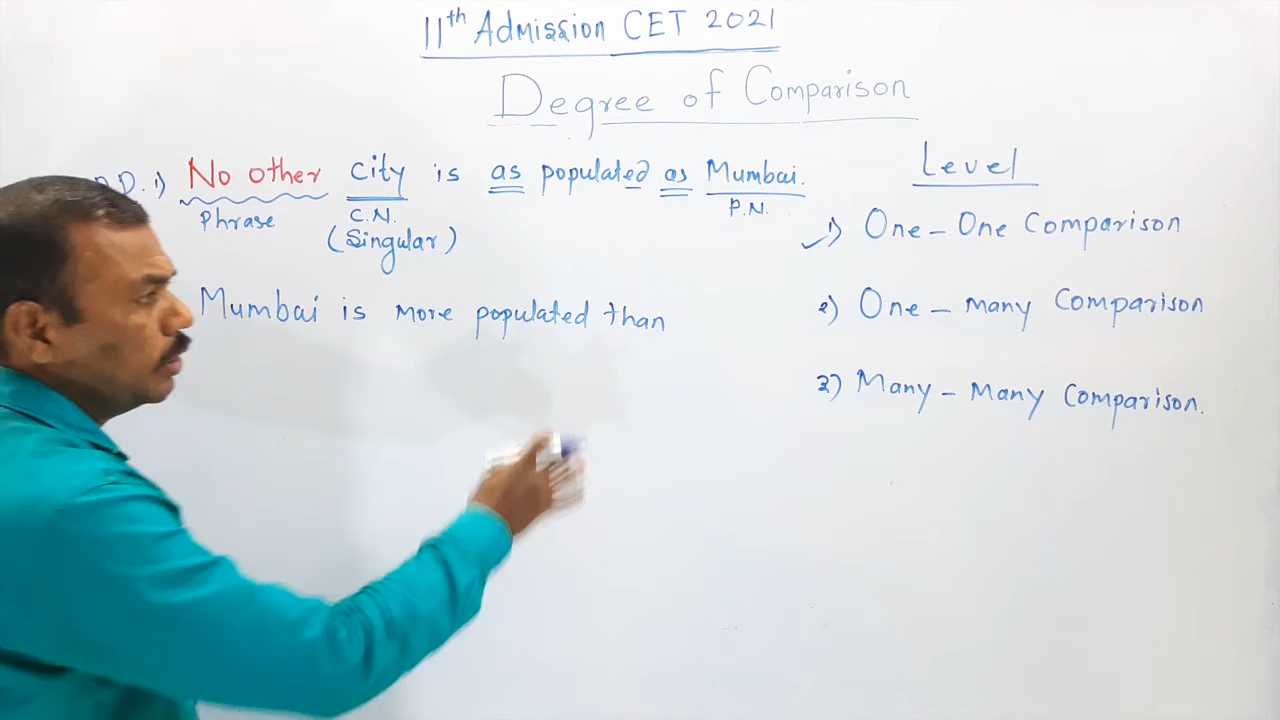 11th Admission CET 2021
Degree of Comparison
P.D. 1) No other city is as populated as Mumbai.
Phrase C.N. P.N.
(Singular)
Mumbai is more populated than
Level
1) One - One Comparison
2) One - many Comparison
3) Many - Many Comparison.